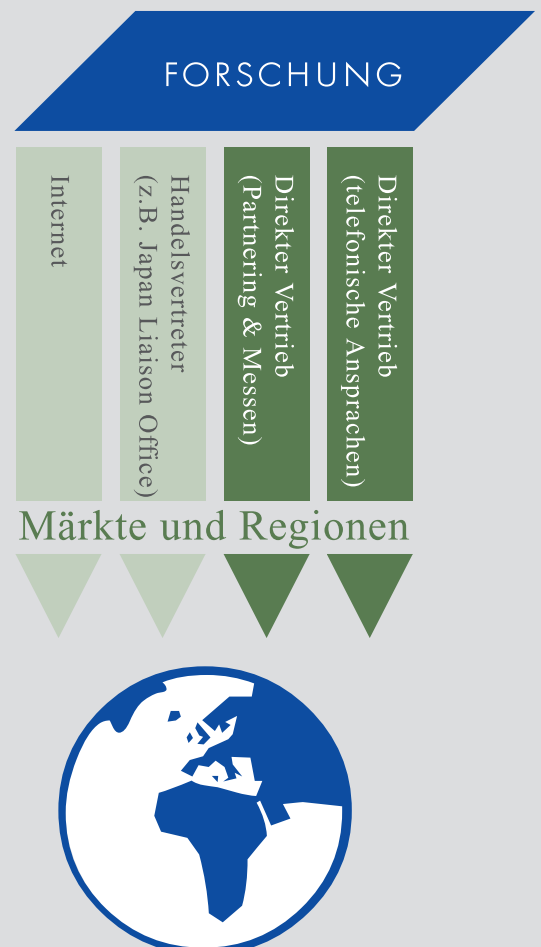 FORSCHUNG
Internet
Handelsvertreter
(z.B. Japan Liaison Office)
Direkter Vertrieb
(Partnering & Messen)
Direkter Vertrieb
(telefonische Ansprachen)
Märkte und Regionen